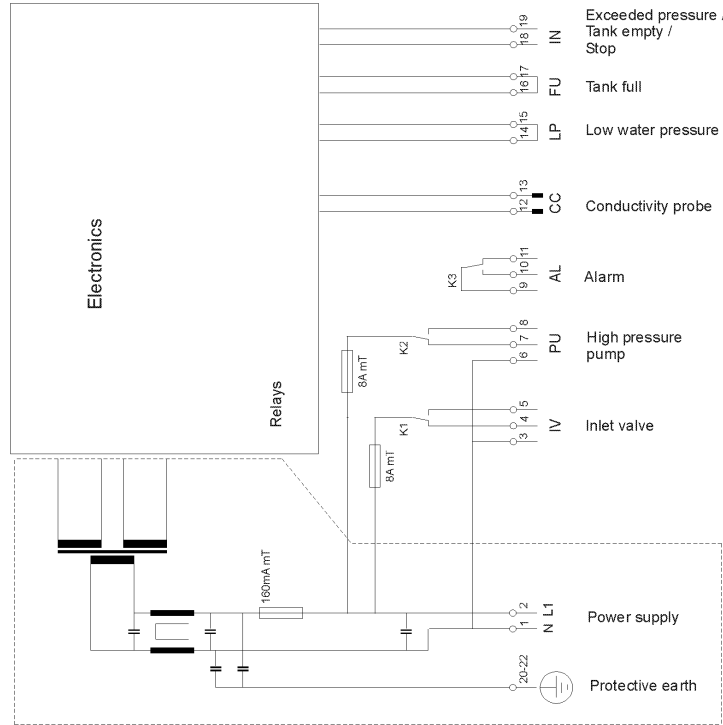 Exceeded pressure /
Tank empty /
Stop
19
18
IN
17
16
FU
Tank full
15
14
LP
Low water pressure
13
12
CC
Conductivity probe
11
10
9
AL
Alarm
K3
8
7
6
PU
High pressure
pump
K2
8A mT
5
4
3
IV
Inlet valve
K1
8A mT
Electronics
Relays
160mA mT
2
L1
1
N
Power supply
20-22
Protective earth